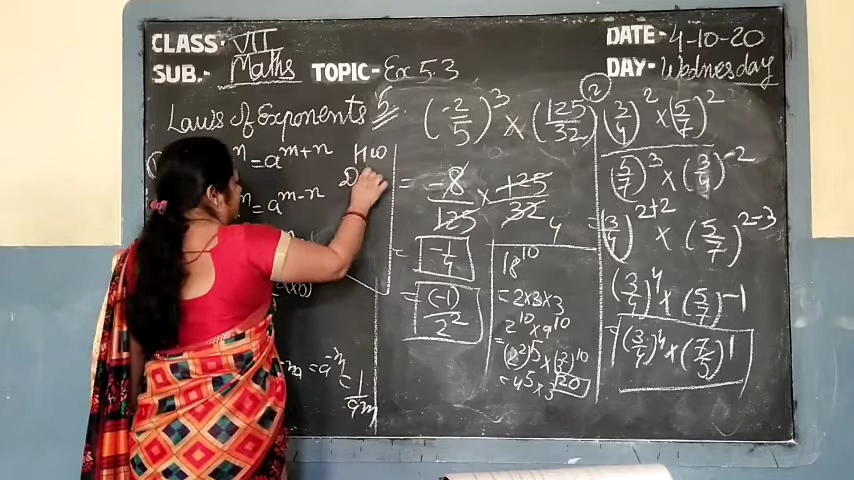 CLASS- VII
SUB.- Maths TOPIC- Ex 5.3
DATE- 4-10-20
DAY- Wednesday
Laws of Exponents 5
n = a^m+n
n = a^m-n
-m = a^-m
= 1/a^m
HW
D
(-2/5)^3 × (125/32)
= -8/125 × 125/32 4
= -1/4
= (-1)/2^2
18^10
= 2×3×3
2^10 × 9^10
= (2^2)^5 × (3)^10
= 4^5 × 3^20
2 (3/4)^2 × (5/7)^2
(5/7)^3 × (3/4)^-2
= (3/4)^2+2 × (5/7)^2-3
(3/4)^4 × (5/7)^-1
= (3/4)^4 × (7/5)^1